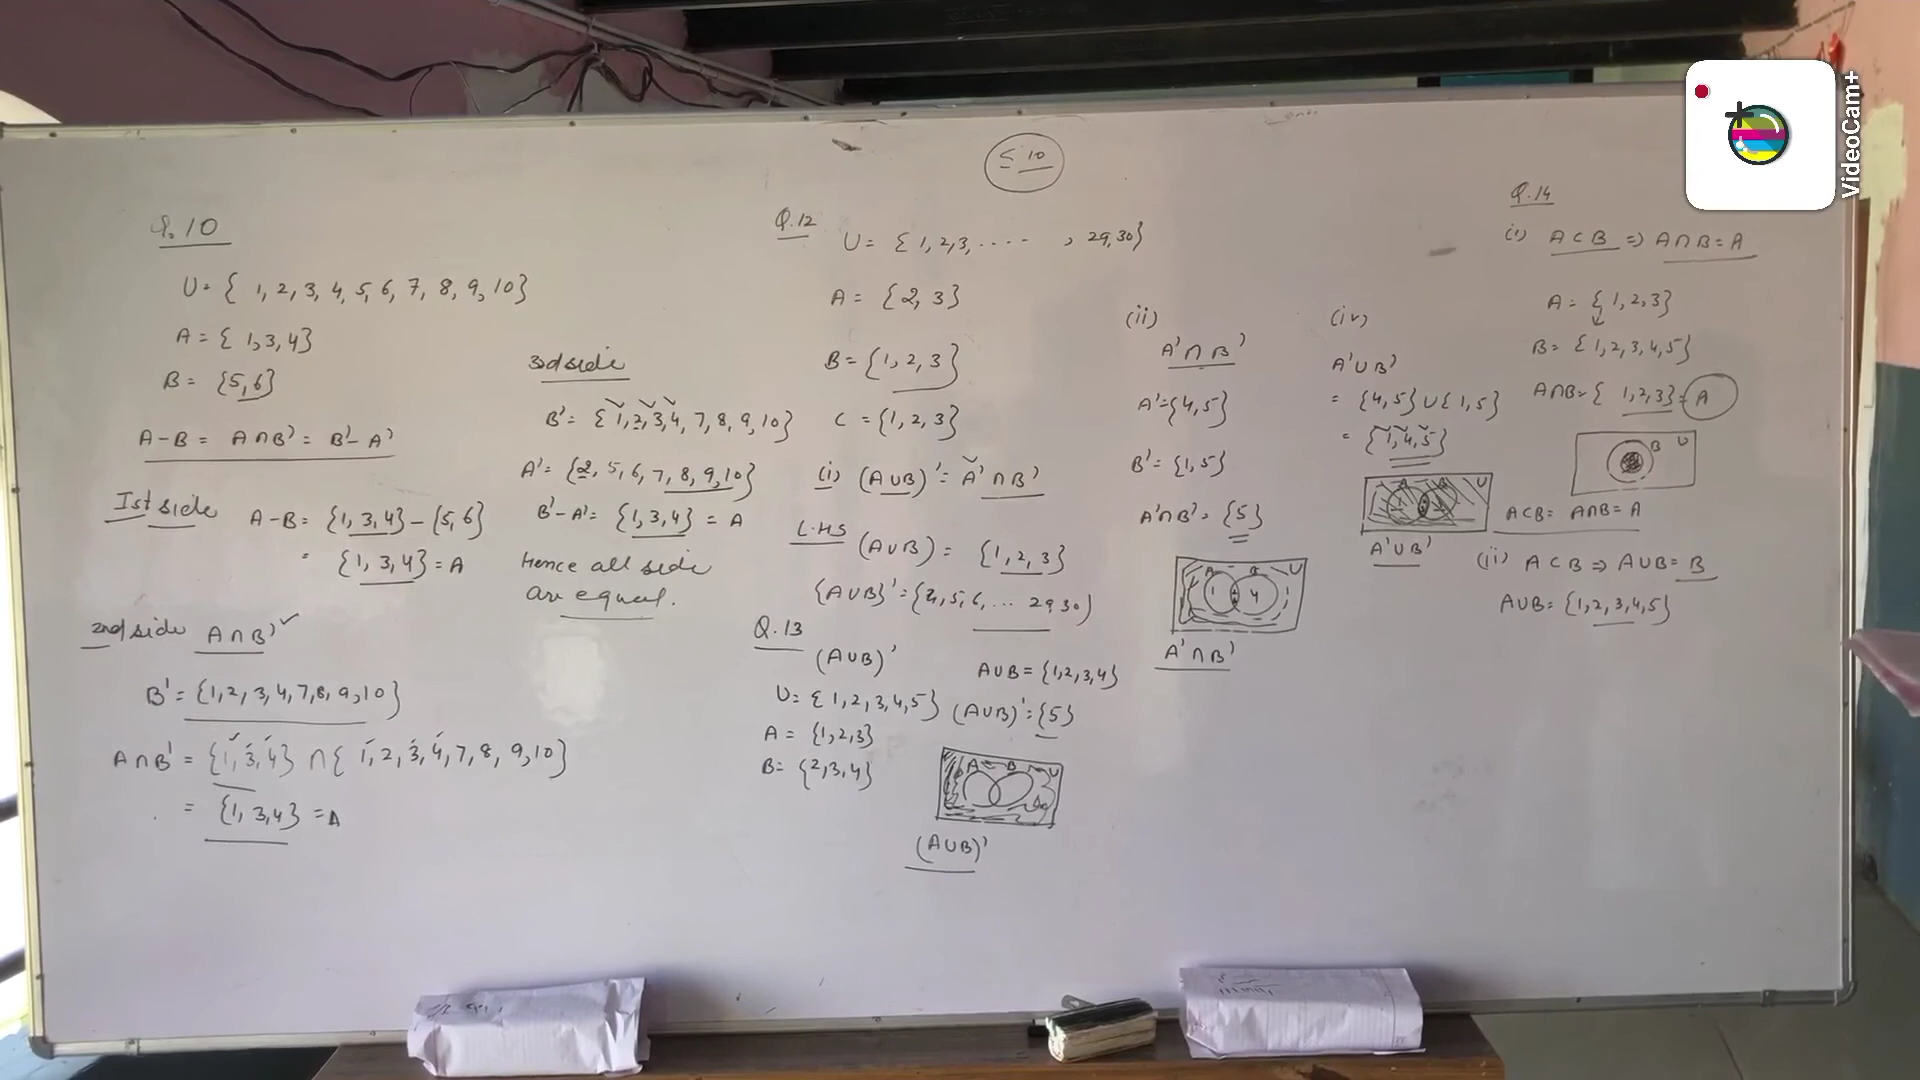 ≤ 10
Q.10
U = { 1, 2, 3, 4, 5, 6, 7, 8, 9, 10}
A = { 1, 3, 4}
B = {5, 6}
A-B = A∩B' = B'-A'
Ist side
A-B = {1, 3, 4} - {5, 6}
= {1, 3, 4} = A
2nd side A∩B'
B' = {1, 2, 3, 4, 7, 8, 9, 10}
A∩B' = {1, 3, 4} ∩ { 1, 2, 3, 4, 7, 8, 9, 10}
= {1, 3, 4} = A
3rd side
B' = { 1, 2, 3, 4, 7, 8, 9, 10}
A' = {2, 5, 6, 7, 8, 9, 10}
B'-A' = {1, 3, 4} = A
Hence all side
are equal.
Q.12
U = { 1, 2, 3, ..... , 29, 30}
A = {2, 3}
B = {1, 2, 3}
C = {1, 2, 3}
(i) (A∪B)' = A'∩B'
L.HS
(A∪B) = {1, 2, 3}
(A∪B)' = {4, 5, 6, ... 29, 30}
Q.13
(A∪B)'
U = { 1, 2, 3, 4, 5}
A = {1, 2, 3}
B = {2, 3, 4}
A∪B = {1, 2, 3, 4}
(A∪B)' = {5}
A B U
(A∪B)'
(ii)
A'∩B'
A' = {4, 5}
B' = {1, 5}
A'∩B' = {5}
A B U
1 4
A'∩B'
(iv)
A'∪B'
= {4, 5} ∪ {1, 5}
= {1, 4, 5}
A B U
A'∪B'
Q.14
(i) A⊂B ⇒ A∩B = A
A = { 1, 2, 3}
B = { 1, 2, 3, 4, 5}
A∩B = { 1, 2, 3} = A
B U
A⊂B = A∩B = A
(ii) A⊂B ⇒ A∪B = B
A∪B = {1, 2, 3, 4, 5}
VideoCam+